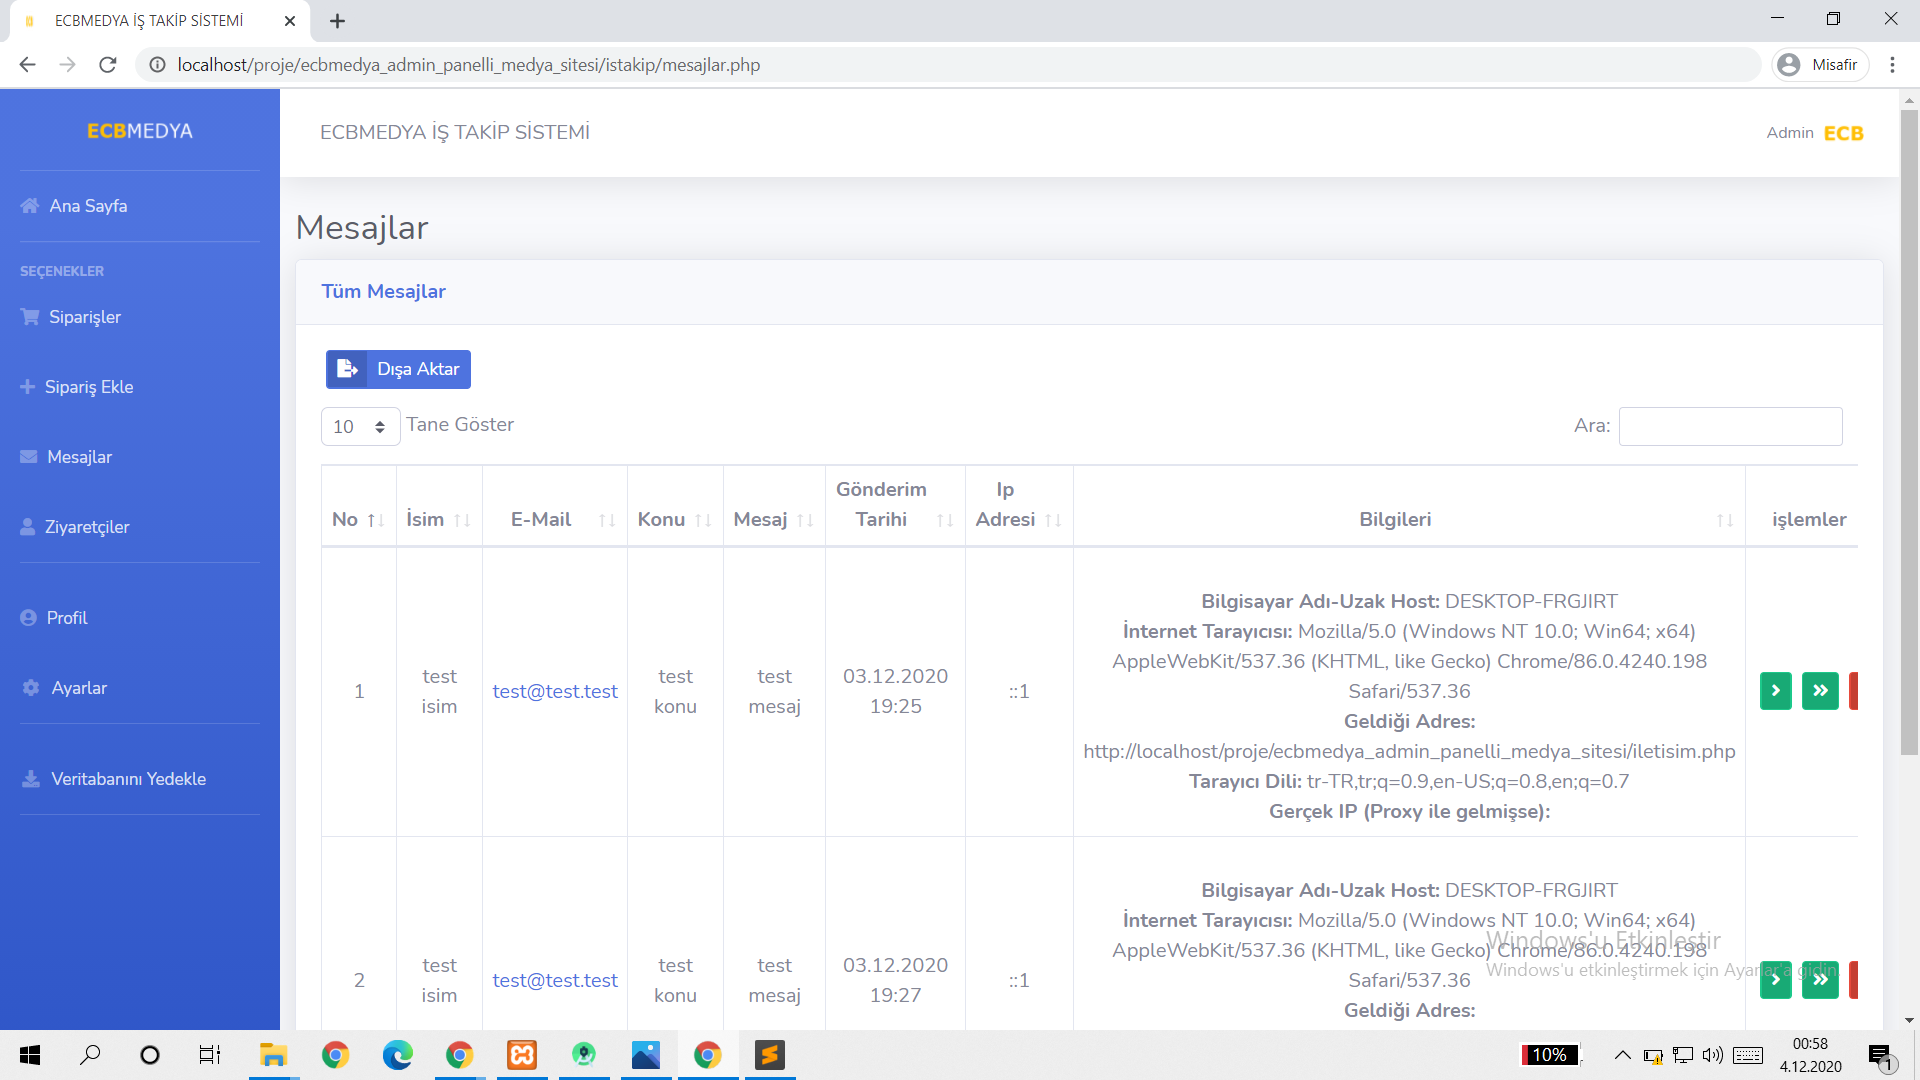 ECBMEDYA İŞ TAKİP SİSTEMİ
localhost/proje/ecbmedya_admin_panelli_medya_sitesi/istakip/mesajlar.php
Misafir
ECBMEDYA
Ana Sayfa
SEÇENEKLER
Siparişler
Sipariş Ekle
Mesajlar
Ziyaretçiler
Profil
Ayarlar
Veritabanını Yedekle
ECBMEDYA İŞ TAKİP SİSTEMİ
Admin ECB
Mesajlar
Tüm Mesajlar
Dışa Aktar
10 Tane Göster
Ara:
No İsim E-Mail Konu Mesaj Gönderim Tarihi Ip Adresi Bilgileri işlemler
1
test isim
test@test.test
test konu
test mesaj
03.12.2020 19:25
::1
Bilgisayar Adı-Uzak Host: DESKTOP-FRGJIRT
İnternet Tarayıcısı: Mozilla/5.0 (Windows NT 10.0; Win64; x64)
AppleWebKit/537.36 (KHTML, like Gecko) Chrome/86.0.4240.198
Safari/537.36
Geldiği Adres:
http://localhost/proje/ecbmedya_admin_panelli_medya_sitesi/iletisim.php
Tarayıcı Dili: tr-TR,tr;q=0.9,en-US;q=0.8,en;q=0.7
Gerçek IP (Proxy ile gelmişse):
2
test isim
test@test.test
test konu
test mesaj
03.12.2020 19:27
::1
Bilgisayar Adı-Uzak Host: DESKTOP-FRGJIRT
İnternet Tarayıcısı: Mozilla/5.0 (Windows NT 10.0; Win64; x64)
AppleWebKit/537.36 (KHTML, like Gecko) Chrome/86.0.4240.198
Safari/537.36
Geldiği Adres:
Windows'u Etkinleştir
Windows'u etkinleştirmek için Ayarlar'a gidin.
10%
00:58
4.12.2020
1